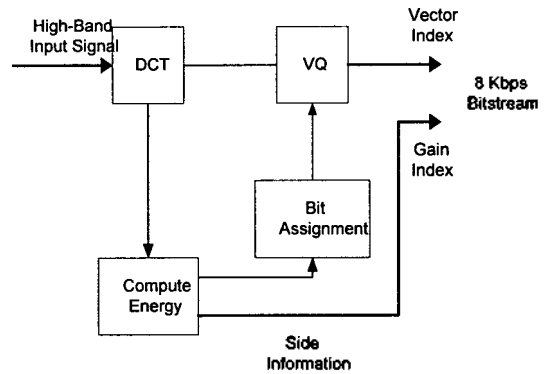 High-Band
Input Signal
DCT
VQ
Vector
Index
8 Kbps
Bitstream
Gain
Index
Bit
Assignment
Compute
Energy
Side
Information